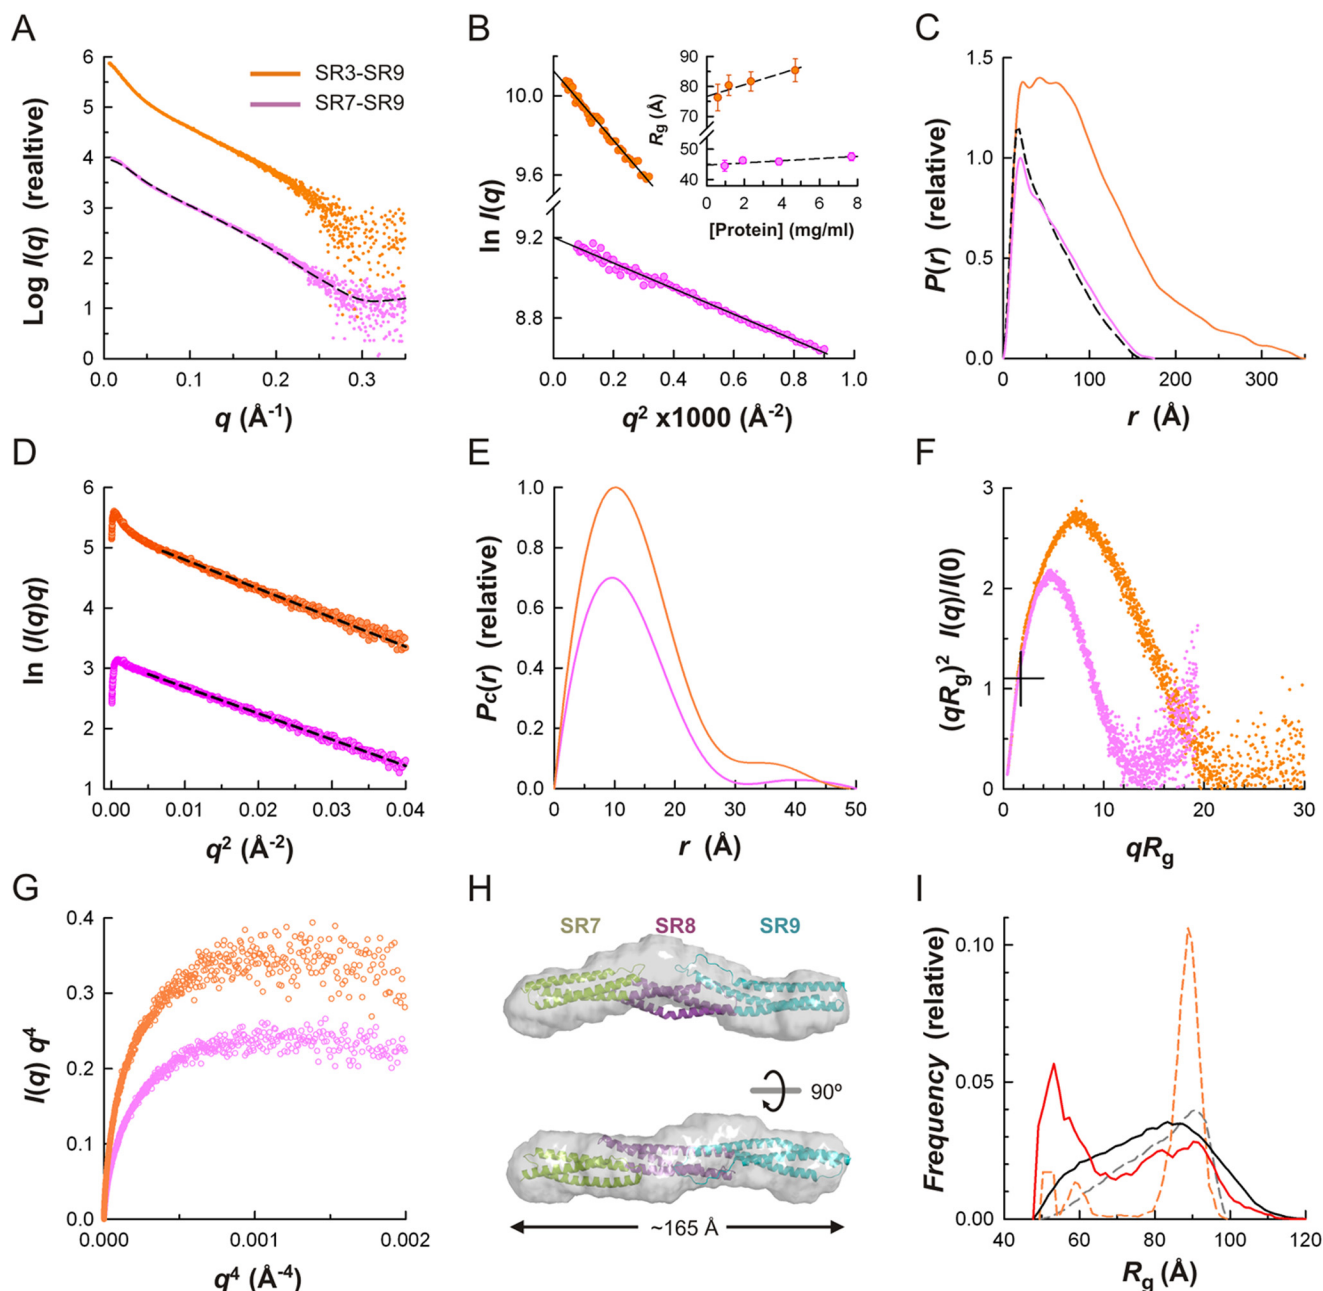 A
6
5
4
3
2
1
0
0.0
0.1
0.2
0.3
Log I(q) (realtive)
q (Å-1)
SR3-SR9
SR7-SR9
B
10.0
9.6
9.2
8.8
0.0
0.2
0.4
0.6
0.8
1.0
ln I(q)
q2 x1000 (Å-2)
90
80
70
50
40
0
2
4
6
8
Rg (Å)
[Protein] (mg/ml)
C
1.5
1.0
0.5
0.0
0
100
200
300
P(r) (relative)
r (Å)
D
6
5
4
3
2
1
0.00
0.01
0.02
0.03
0.04
ln (I(q)q)
q2 (Å-2)
E
1.0
0.8
0.6
0.4
0.2
0.0
0
10
20
30
40
50
Pc(r) (relative)
r (Å)
F
3
2
1
0
0
10
20
30
(qRg)2 I(q)/I(0)
qRg
G
0.4
0.3
0.2
0.1
0.0
0.000
0.001
0.002
I(q) q4
q4 (Å-4)
H
SR7 SR8 SR9
90º
~165 Å
I
0.10
0.05
0.00
40
60
80
100
120
Frequency (relative)
Rg (Å)